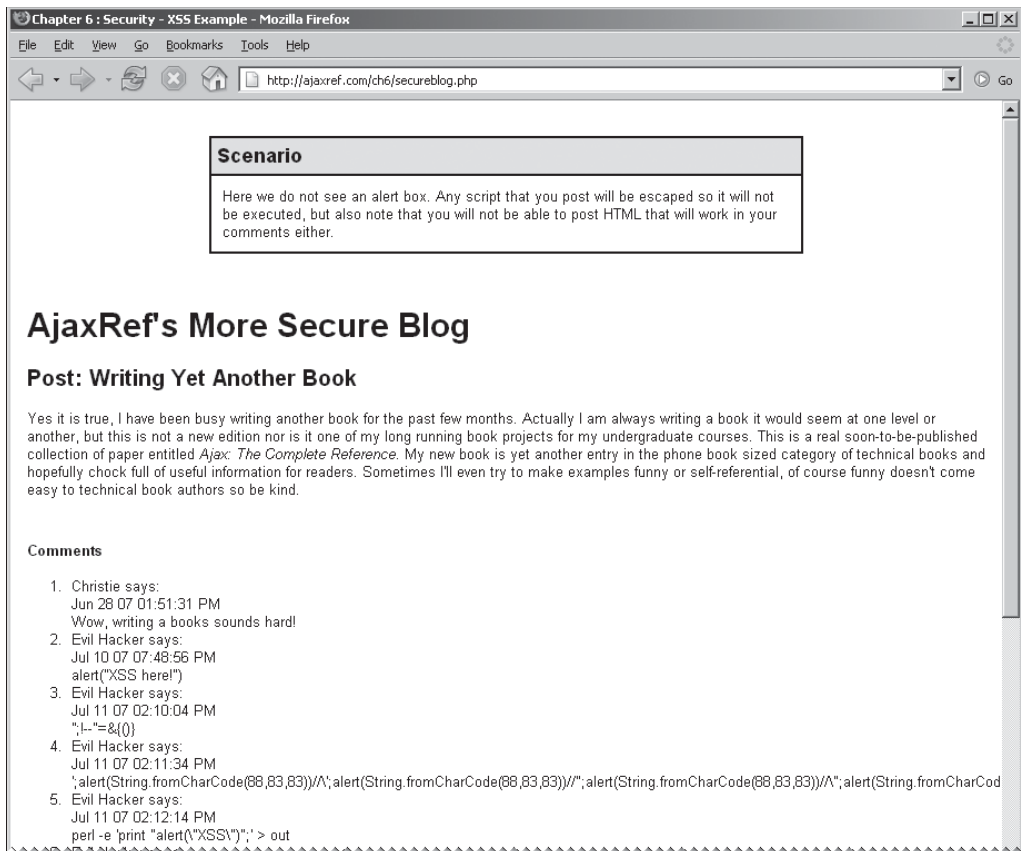 Chapter 6 : Security - XSS Example - Mozilla Firefox
File Edit View Go Bookmarks Tools Help
http://ajaxref.com/ch6/secureblog.php
Go
Scenario
Here we do not see an alert box. Any script that you post will be escaped so it will not
be executed, but also note that you will not be able to post HTML that will work in your
comments either.
AjaxRef's More Secure Blog
Post: Writing Yet Another Book
Yes it is true, I have been busy writing another book for the past few months. Actually I am always writing a book it would seem at one level or
another, but this is not a new edition nor is it one of my long running book projects for my undergraduate courses. This is a real soon-to-be-published
collection of paper entitled Ajax: The Complete Reference. My new book is yet another entry in the phone book sized category of technical books and
hopefully chock full of useful information for readers. Sometimes I'll even try to make examples funny or self-referential, of course funny doesn't come
easy to technical book authors so be kind.
Comments
1. Christie says:
Jun 28 07 01:51:31 PM
Wow, writing a books sounds hard!
2. Evil Hacker says:
Jul 10 07 07:48:56 PM
alert("XSS here!")
3. Evil Hacker says:
Jul 11 07 02:10:04 PM
";!--"=&{()}
4. Evil Hacker says:
Jul 11 07 02:11:34 PM
';alert(String.fromCharCode(88,83,83))//\';alert(String.fromCharCode(88,83,83))//";alert(String.fromCharCode(88,83,83))//\";alert(String.fromCharCod
5. Evil Hacker says:
Jul 11 07 02:12:14 PM
perl -e 'print "alert(\"XSS\")";' > out